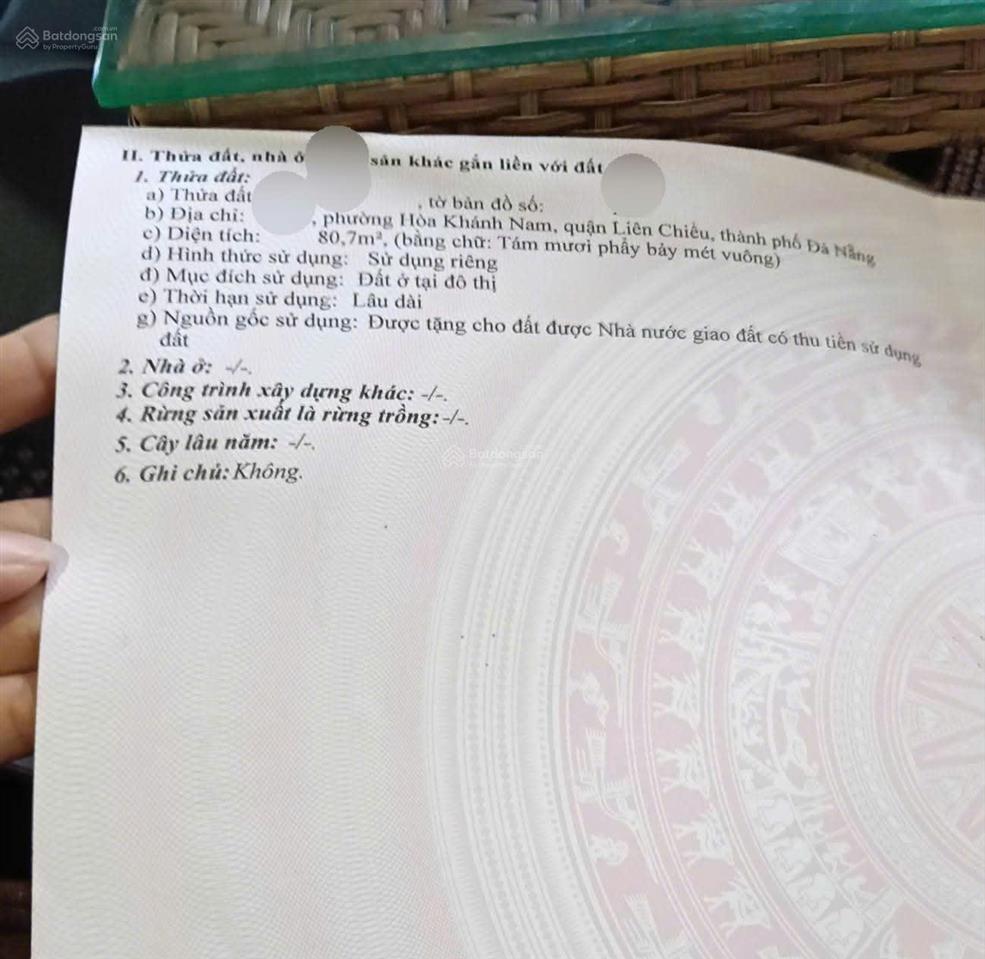 Batdongsan.com.vn
by PropertyGuru
II. Thửa đất, nhà ở sản khác gắn liền với đất
1. Thửa đất:
a) Thửa đất , tờ bản đồ số:
b) Địa chỉ: , phường Hòa Khánh Nam, quận Liên Chiểu, thành phố Đà Nẵng
c) Diện tích: 80,7m², (bằng chữ: Tám mươi phẩy bảy mét vuông)
d) Hình thức sử dụng: Sử dụng riêng
đ) Mục đích sử dụng: Đất ở tại đô thị
e) Thời hạn sử dụng: Lâu dài
g) Nguồn gốc sử dụng: Được tặng cho đất được Nhà nước giao đất có thu tiền sử dụng
đất
2. Nhà ở: -/-.
3. Công trình xây dựng khác: -/-.
4. Rừng sản xuất là rừng trồng: -/-.
Batdongsan
5. Cây lâu năm: -/-.
6. Ghi chú: Không.